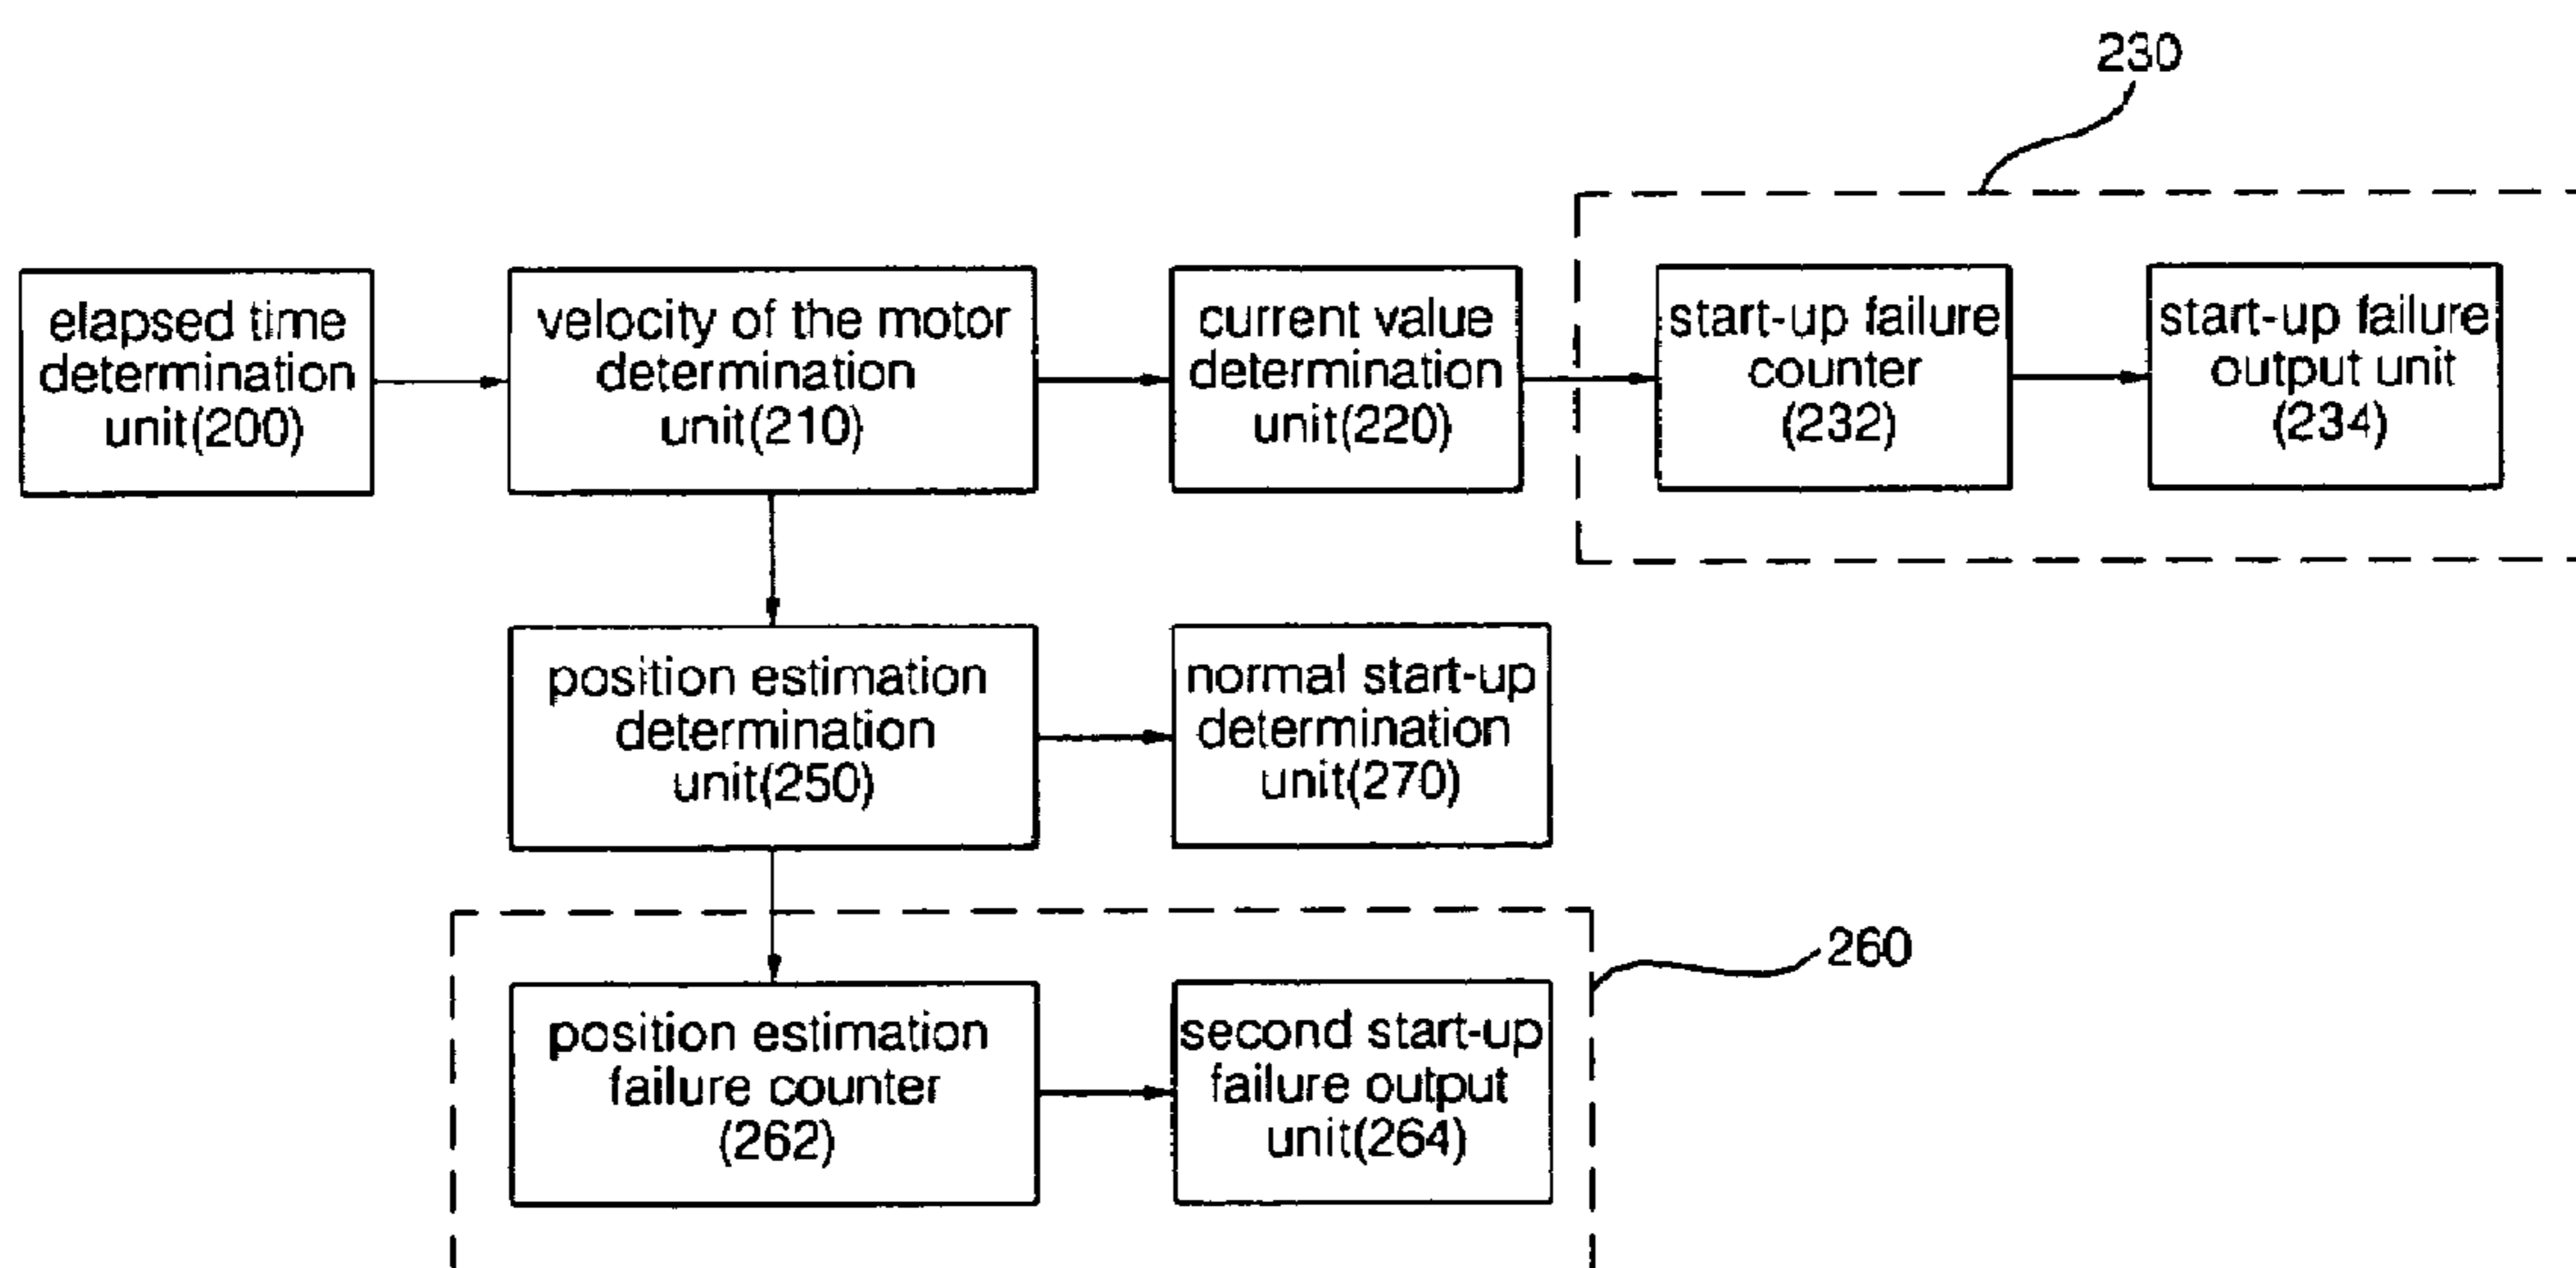 230
elapsed time
determination
unit(200)
velocity of the motor
determination
unit(210)
current value
determination
unit(220)
start-up failure
counter
(232)
start-up failure
output unit
(234)
position estimation
determination
unit(250)
normal start-up
determination
unit(270)
260
position estimation
failure counter
(262)
second start-up
failure output
unit(264)